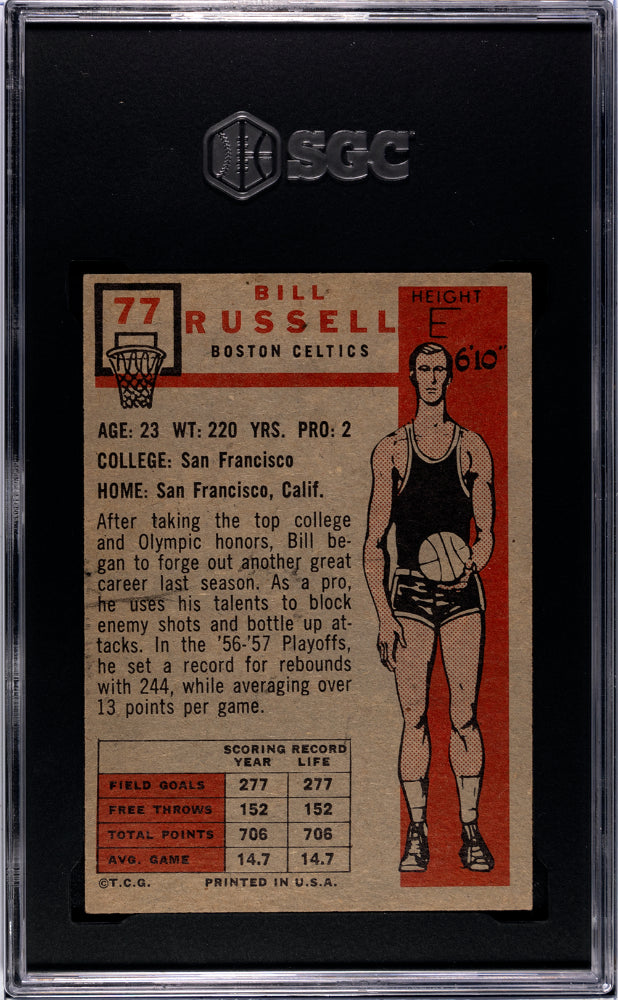 SGC
77
BILL
RUSSELL
BOSTON CELTICS
HEIGHT
E
6'10"
AGE: 23 WT: 220 YRS. PRO: 2
COLLEGE: San Francisco
HOME: San Francisco, Calif.
After taking the top college
and Olympic honors, Bill be-
gan to forge out another great
career last season. As a pro,
he uses his talents to block
enemy shots and bottle up at-
tacks. In the '56-'57 Playoffs,
he set a record for rebounds
with 244, while averaging over
13 points per game.
SCORING RECORD
YEAR LIFE
FIELD GOALS 277 277
FREE THROWS 152 152
TOTAL POINTS 706 706
AVG. GAME 14.7 14.7
©T.C.G. PRINTED IN U.S.A.